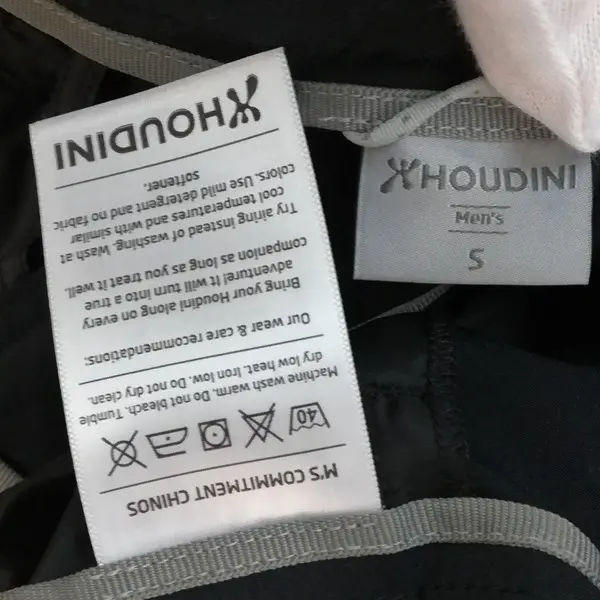 M'S COMMITMENT CHINOS
40
Machine wash warm. Do not bleach. Tumble
dry low heat. Iron low. Do not dry clean.
Our wear & care recommendations:
Bring your Houdini along on every
adventure! It will turn into a true
companion as long as you treat it well.
Try airing instead of washing. Wash at
cool temperatures and with similar
colors. Use mild detergent and no fabric
softener.
HOUDINI
HOUDINI
Men's
S